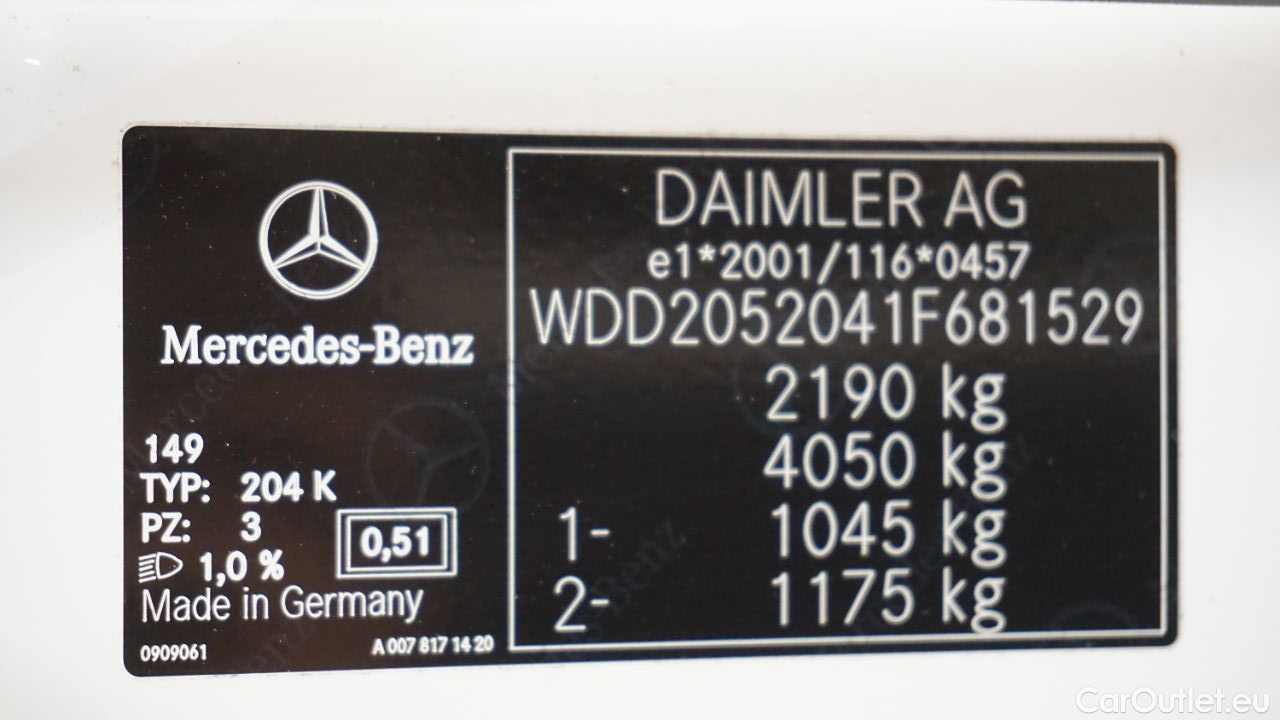 Mercedes-Benz
149
TYP: 204 K
PZ: 3
1,0 %
0,51
Made in Germany
0909061
A 007 817 14 20
DAIMLER AG
e1*2001/116*0457
WDD2052041F681529
2190 kg
4050 kg
1- 1045 kg
2- 1175 kg
CarOutlet.eu